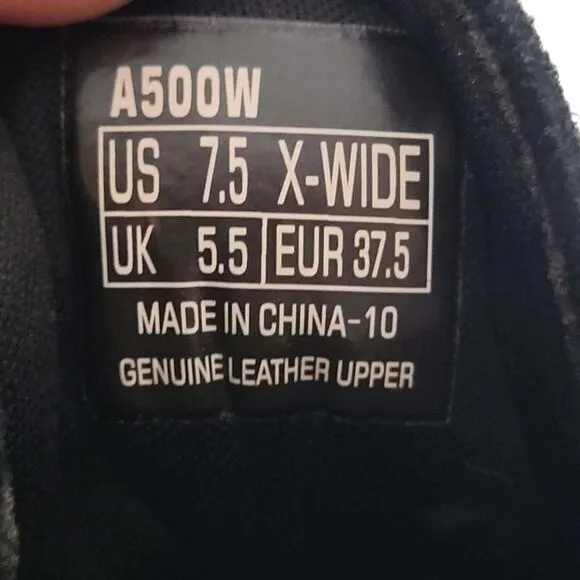 A500W
US 7.5 X-WIDE
UK 5.5 EUR 37.5
MADE IN CHINA-10
GENUINE LEATHER UPPER